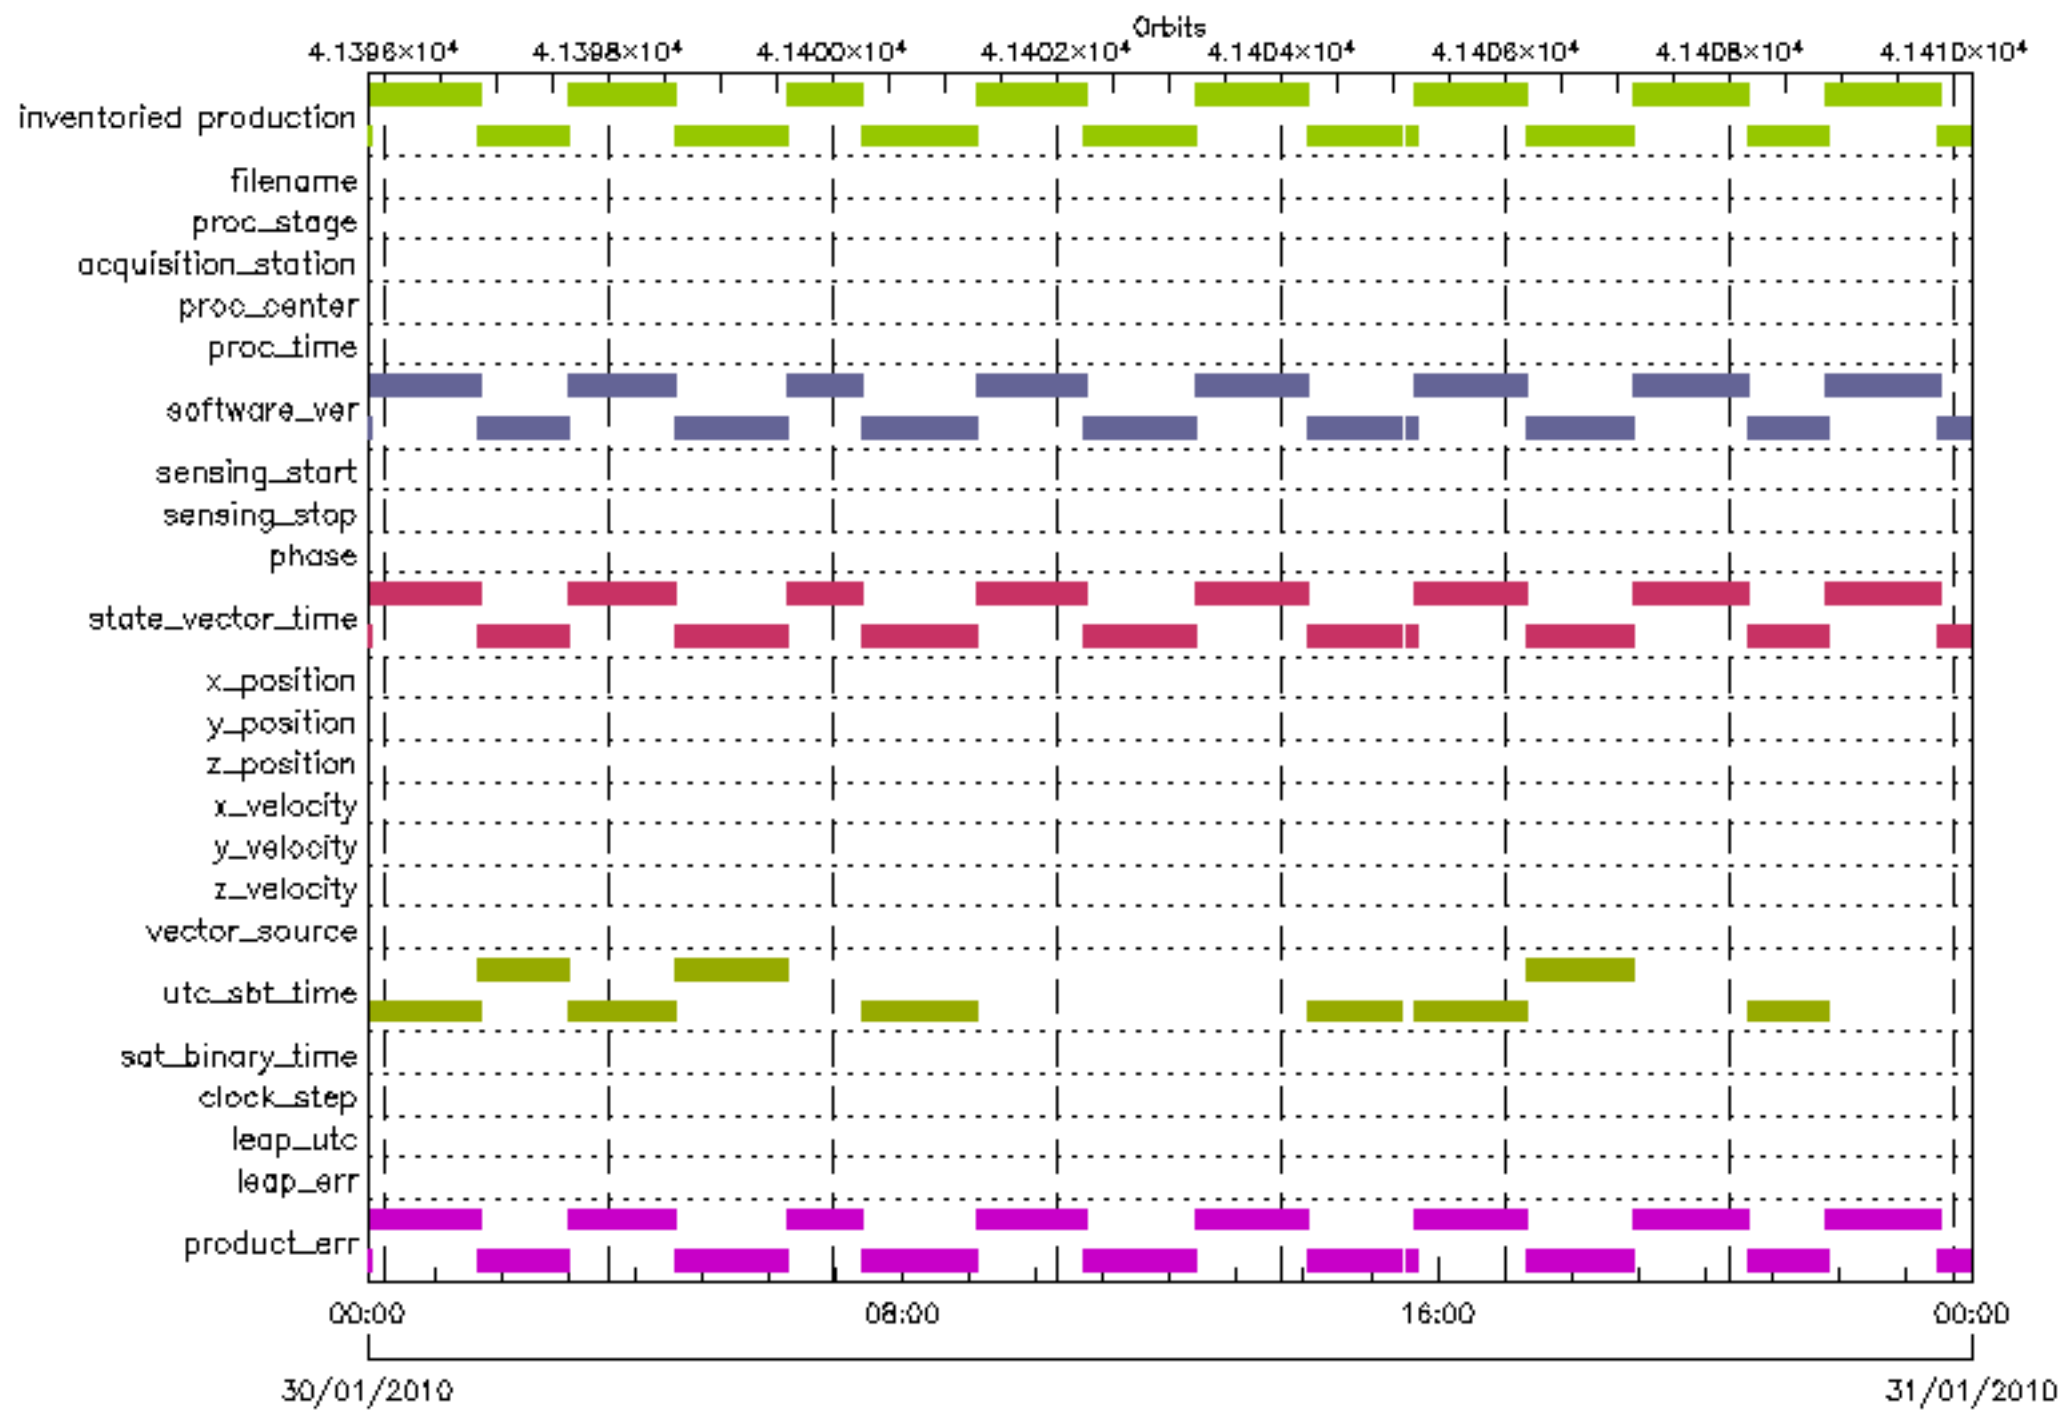 Orbits
4.1396×10⁴ 4.1398×10⁴ 4.1400×10⁴ 4.1402×10⁴ 4.1404×10⁴ 4.1406×10⁴ 4.1408×10⁴ 4.1410×10⁴
inventoried production
filename
proc_stage
acquisition_station
proc_center
proc_time
software_ver
sensing_start
sensing_stop
phase
state_vector_time
x_position
y_position
z_position
x_velocity
y_velocity
z_velocity
vector_source
utc_sbt_time
sat_binary_time
clock_step
leap_utc
leap_err
product_err
00:00 08:00 16:00 00:00
30/01/2010 31/01/2010